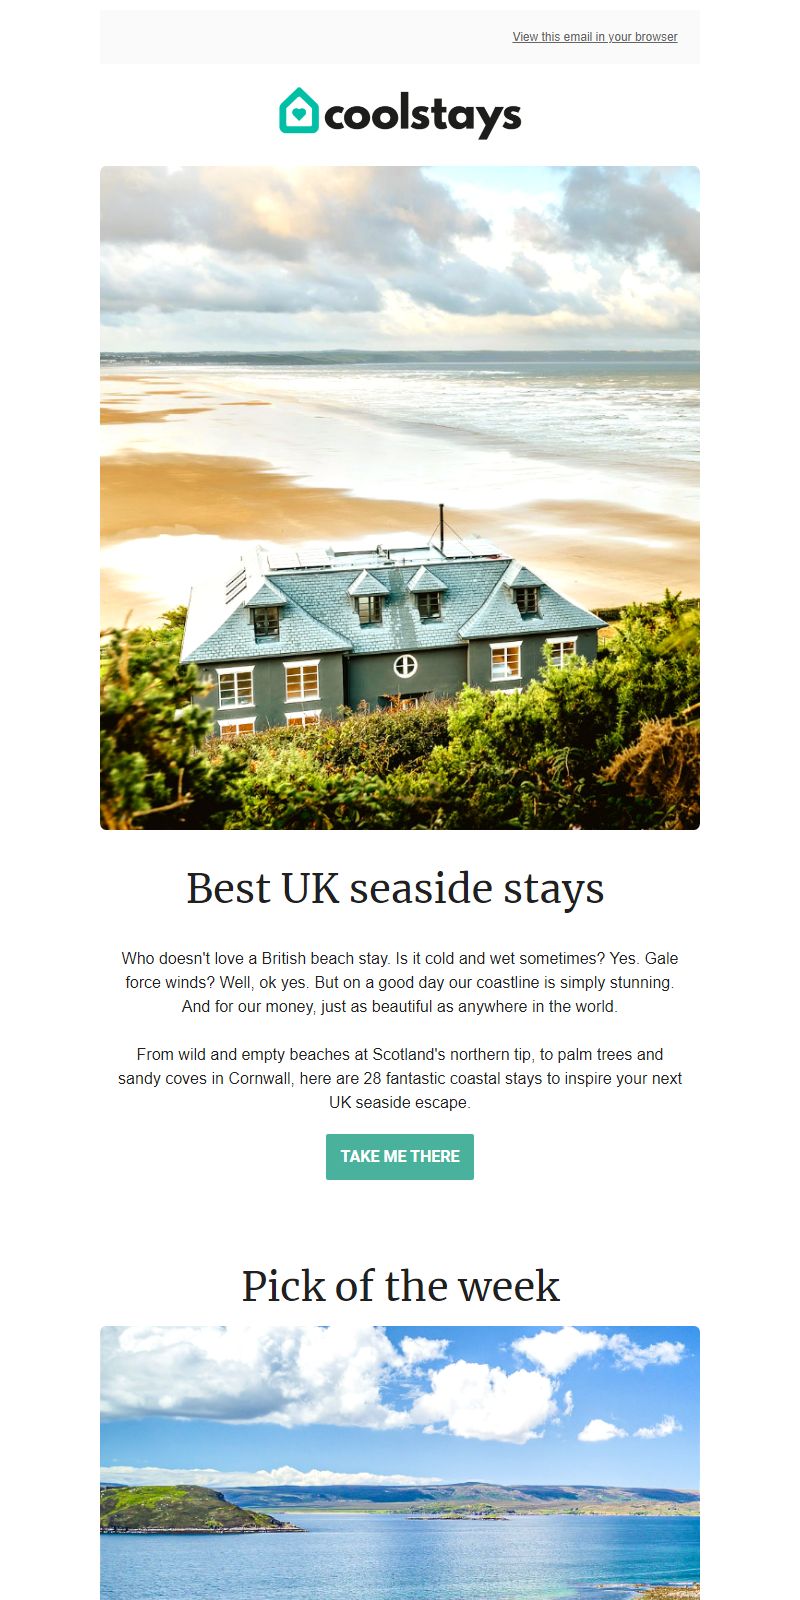 View this email in your browser
coolstays
Best UK seaside stays
Who doesn't love a British beach stay. Is it cold and wet sometimes? Yes. Gale
force winds? Well, ok yes. But on a good day our coastline is simply stunning.
And for our money, just as beautiful as anywhere in the world.
From wild and empty beaches at Scotland's northern tip, to palm trees and
sandy coves in Cornwall, here are 28 fantastic coastal stays to inspire your next
UK seaside escape.
TAKE ME THERE
Pick of the week